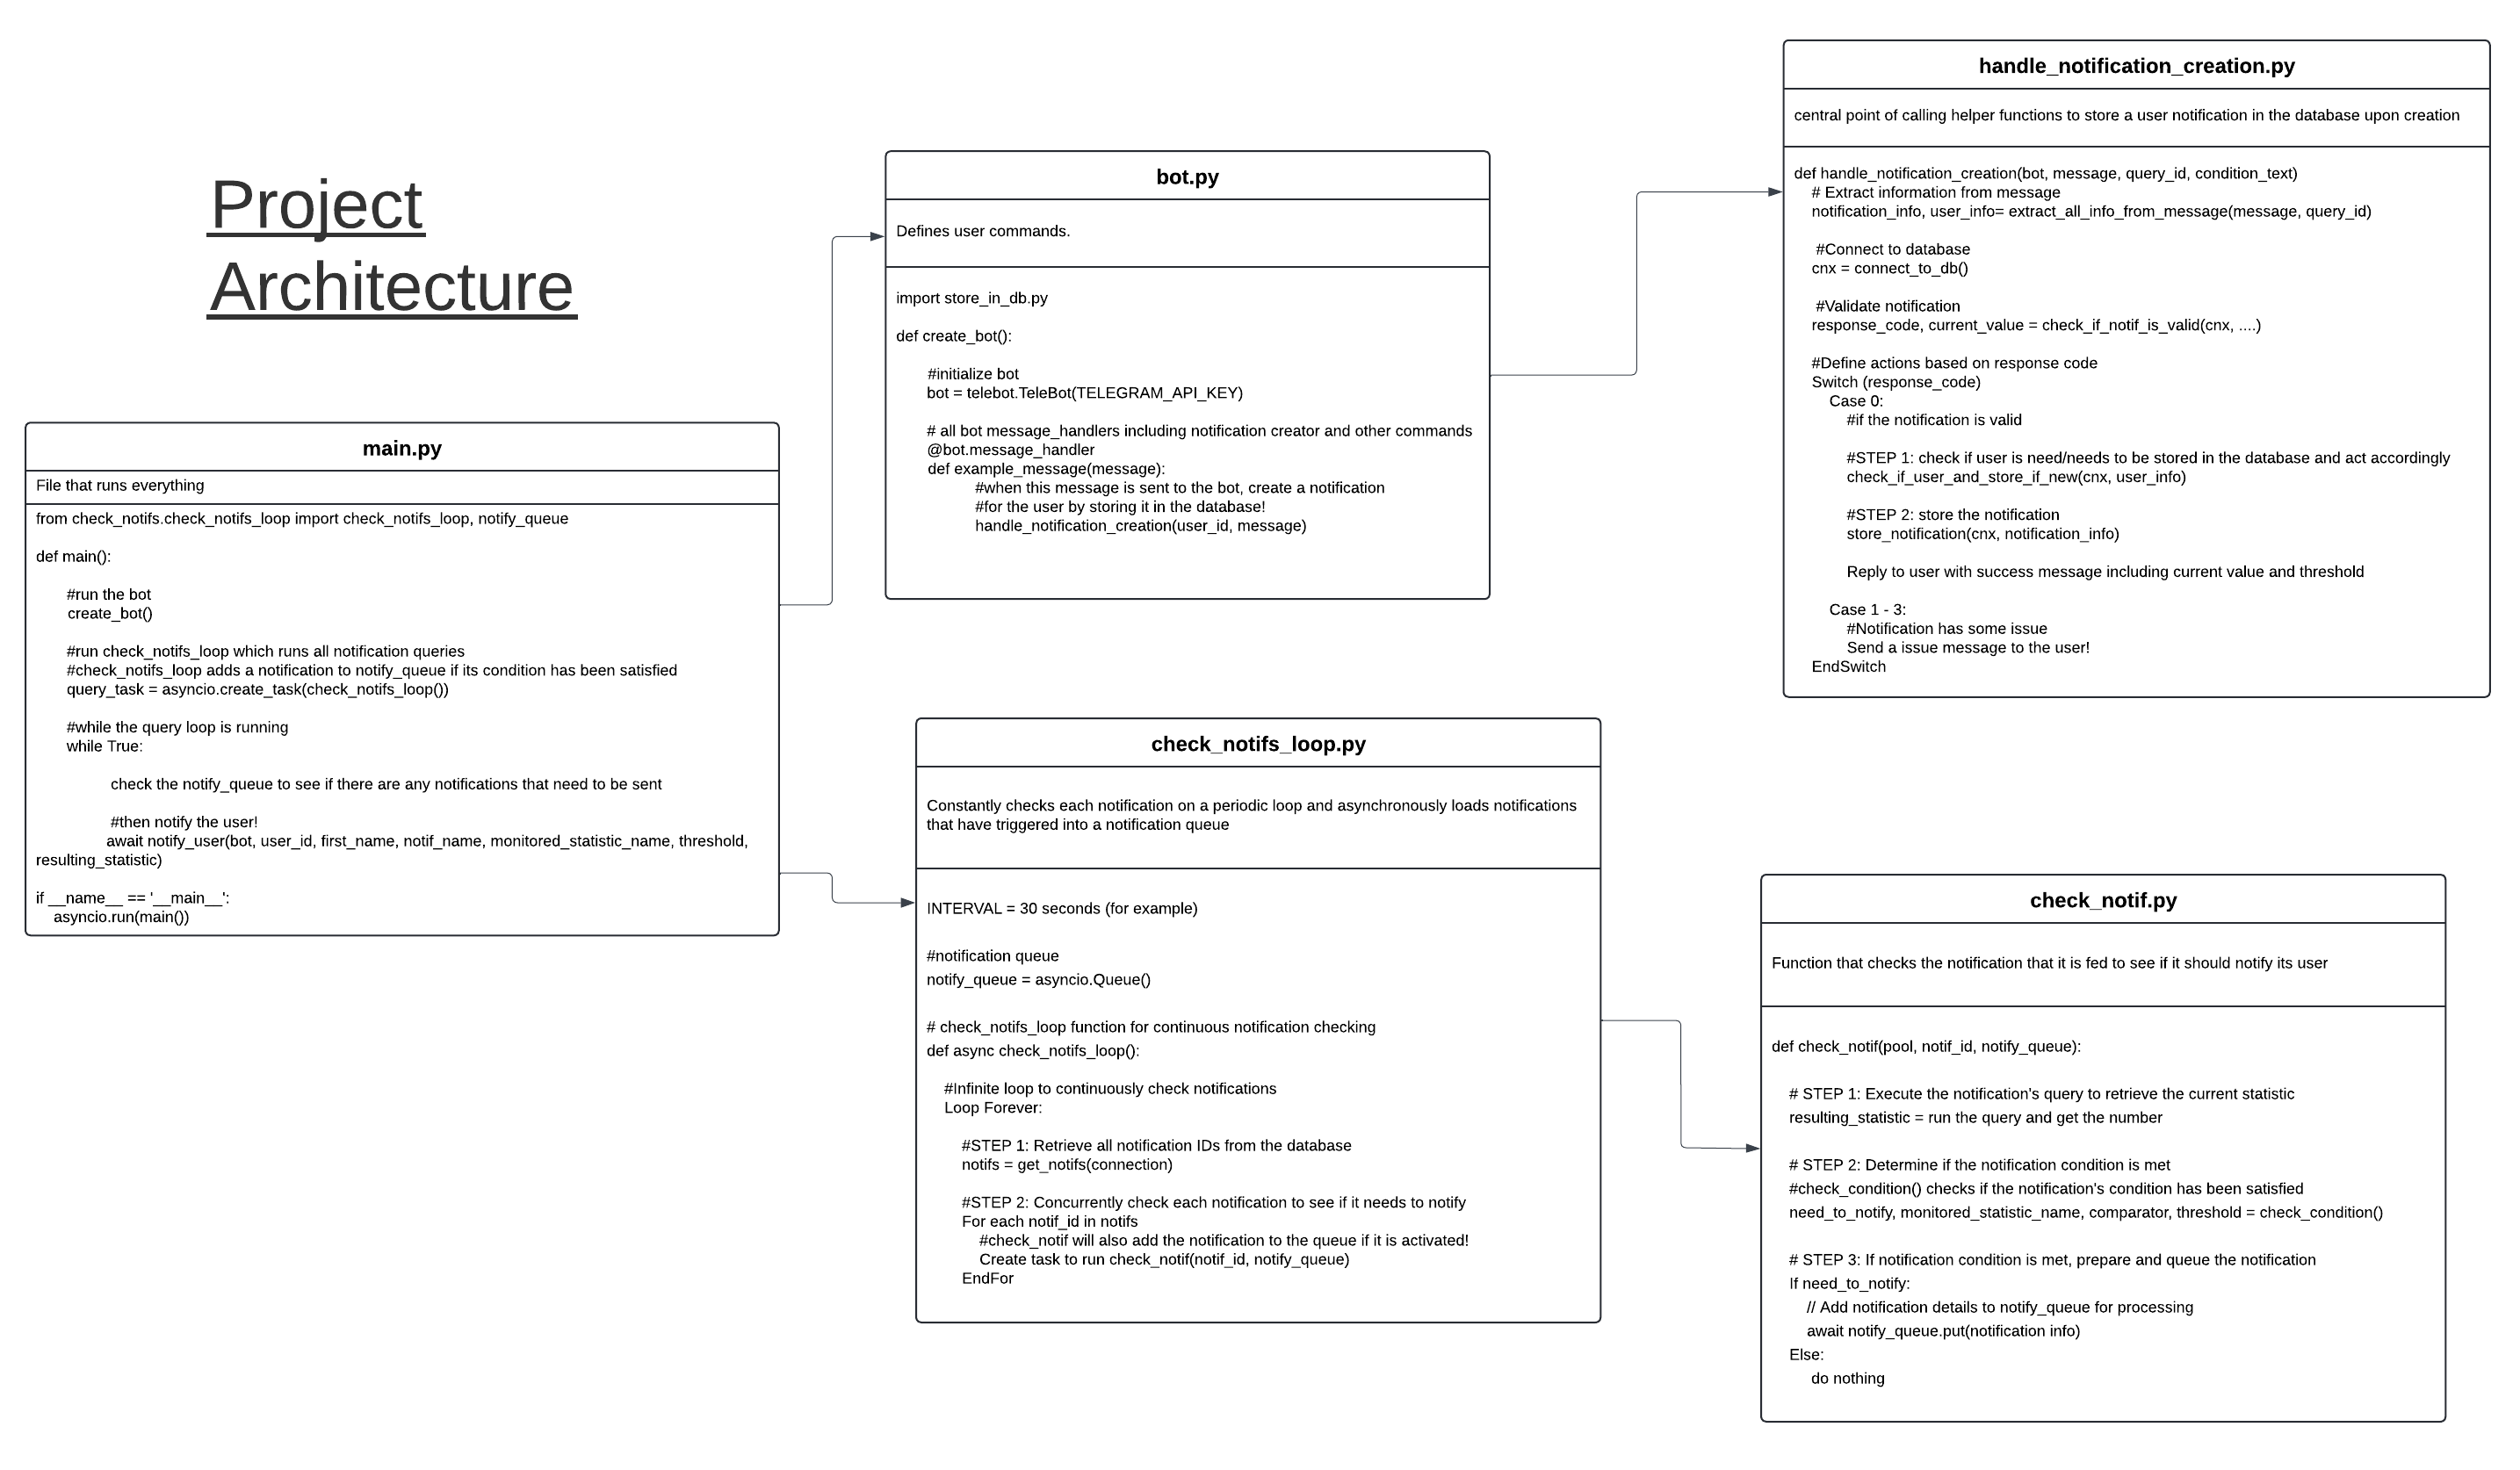 Project
Architecture
main.py
File that runs everything
from check_notifs.check_notifs_loop import check_notifs_loop, notify_queue
def main():
#run the bot
create_bot()
#run check_notifs_loop which runs all notification queries
#check_notifs_loop adds a notification to notify_queue if its condition has been satisfied
query_task = asyncio.create_task(check_notifs_loop())
#while the query loop is running
while True:
check the notify_queue to see if there are any notifications that need to be sent
#then notify the user!
await notify_user(bot, user_id, first_name, notif_name, monitored_statistic_name, threshold,
resulting_statistic)
if __name__ == '__main__':
asyncio.run(main())
bot.py
Defines user commands.
import store_in_db.py
def create_bot():
#initialize bot
bot = telebot.TeleBot(TELEGRAM_API_KEY)
# all bot message_handlers including notification creator and other commands
@bot.message_handler
def example_message(message):
#when this message is sent to the bot, create a notification
#for the user by storing it in the database!
handle_notification_creation(user_id, message)
handle_notification_creation.py
central point of calling helper functions to store a user notification in the database upon creation
def handle_notification_creation(bot, message, query_id, condition_text)
# Extract information from message
notification_info, user_info= extract_all_info_from_message(message, query_id)
#Connect to database
cnx = connect_to_db()
#Validate notification
response_code, current_value = check_if_notif_is_valid(cnx, ....)
#Define actions based on response code
Switch (response_code)
Case 0:
#if the notification is valid
#STEP 1: check if user is need/needs to be stored in the database and act accordingly
check_if_user_and_store_if_new(cnx, user_info)
#STEP 2: store the notification
store_notification(cnx, notification_info)
Reply to user with success message including current value and threshold
Case 1 - 3:
#Notification has some issue
Send a issue message to the user!
EndSwitch
check_notifs_loop.py
Constantly checks each notification on a periodic loop and asynchronously loads notifications
that have triggered into a notification queue
INTERVAL = 30 seconds (for example)
#notification queue
notify_queue = asyncio.Queue()
# check_notifs_loop function for continuous notification checking
def async check_notifs_loop():
#Infinite loop to continuously check notifications
Loop Forever:
#STEP 1: Retrieve all notification IDs from the database
notifs = get_notifs(connection)
#STEP 2: Concurrently check each notification to see if it needs to notify
For each notif_id in notifs
#check_notif will also add the notification to the queue if it is activated!
Create task to run check_notif(notif_id, notify_queue)
EndFor
check_notif.py
Function that checks the notification that it is fed to see if it should notify its user
def check_notif(pool, notif_id, notify_queue):
# STEP 1: Execute the notification's query to retrieve the current statistic
resulting_statistic = run the query and get the number
# STEP 2: Determine if the notification condition is met
#check_condition() checks if the notification's condition has been satisfied
need_to_notify, monitored_statistic_name, comparator, threshold = check_condition()
# STEP 3: If notification condition is met, prepare and queue the notification
If need_to_notify:
// Add notification details to notify_queue for processing
await notify_queue.put(notification info)
Else:
do nothing